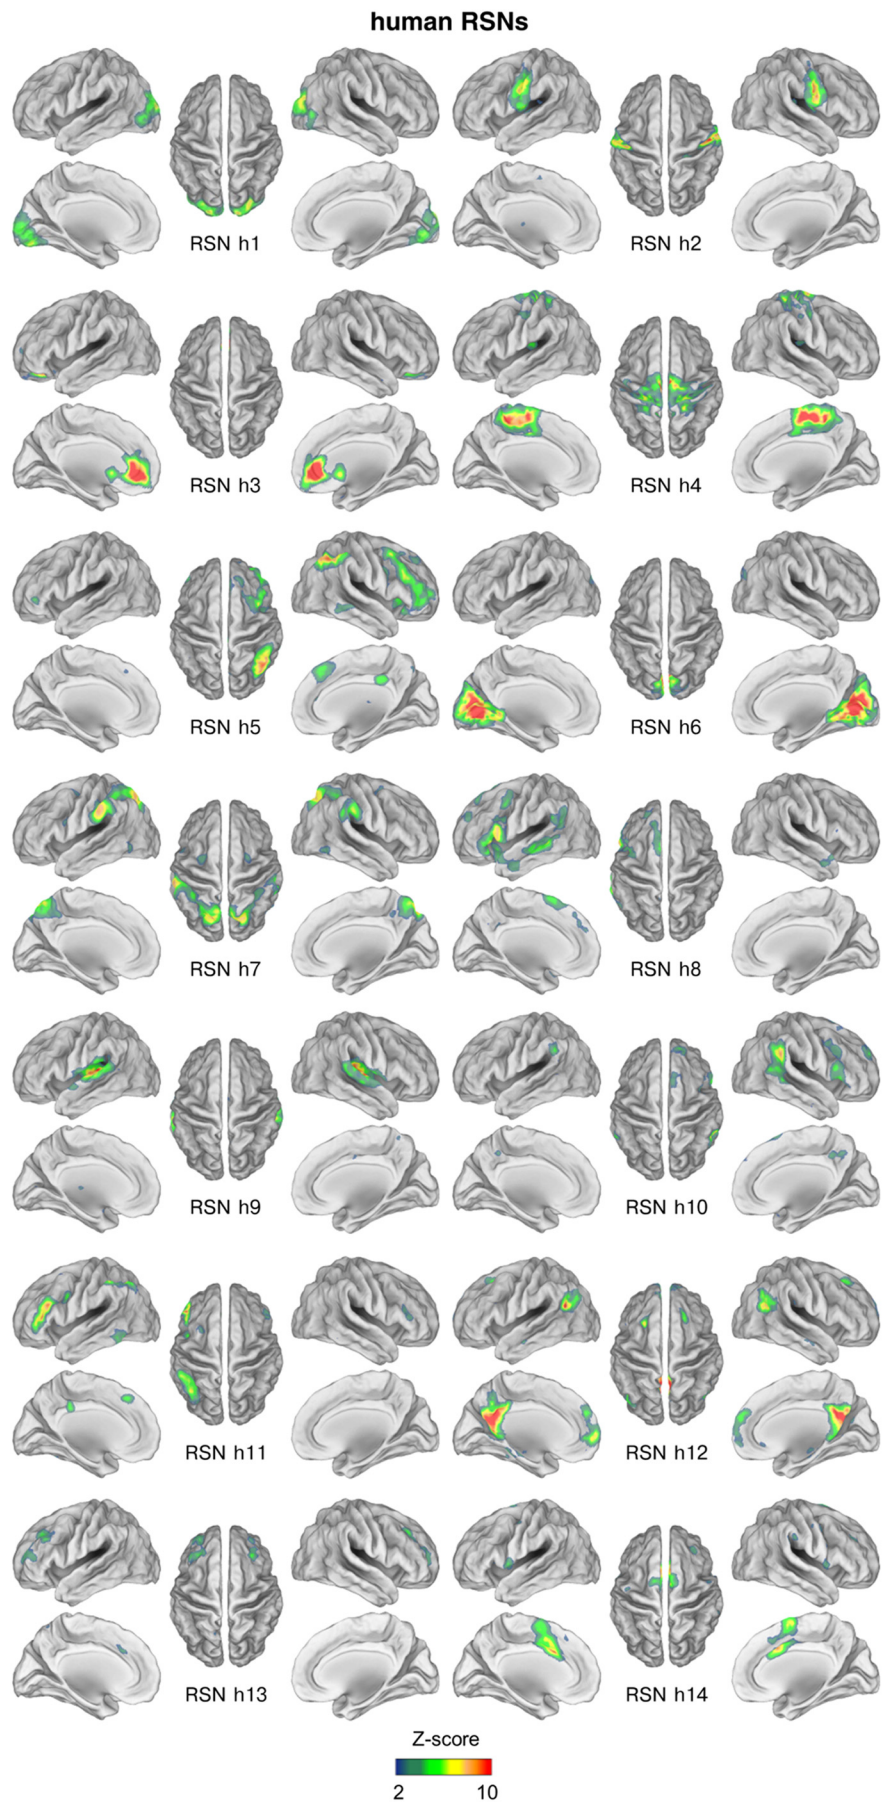 human RSNs
RSN h1
RSN h2
RSN h3
RSN h4
RSN h5
RSN h6
RSN h7
RSN h8
RSN h9
RSN h10
RSN h11
RSN h12
RSN h13
RSN h14
Z-score
2 10